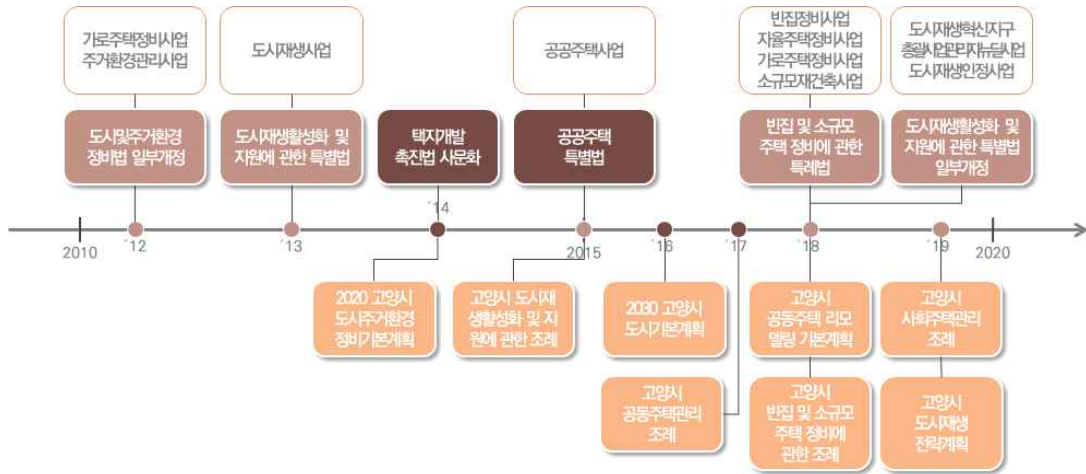 가로주택정비사업
주거환경관리사업
도시재생사업
공공주택사업
빈집정비사업
자율주택정비사업
가로주택정비사업
소규모재건축사업
도시재생혁신지구
총괄사업관리자뉴딜사업
도시재생인정사업
도시및주거환경
정비법 일부개정
도시재생활성화 및
지원에 관한 특별법
택지개발
촉진법 사문화
공공주택
특별법
빈집 및 소규모
주택 정비에 관한
특례법
도시재생활성화 및
지원에 관한 특별법
일부개정
2010
'12
'13
'14
2015
'16
'17
'18
'19
2020
2020 고양시
도시주거환경
정비기본계획
고양시 도시재
생활성화 및 지
원에 관한 조례
2030 고양시
도시기본계획
고양시
공동주택 리모
델링 기본계획
고양시
사회주택관리
조례
고양시
공동주택관리
조례
고양시
빈집 및 소규모
주택 정비에
관한 조례
고양시
도시재생
전략계획